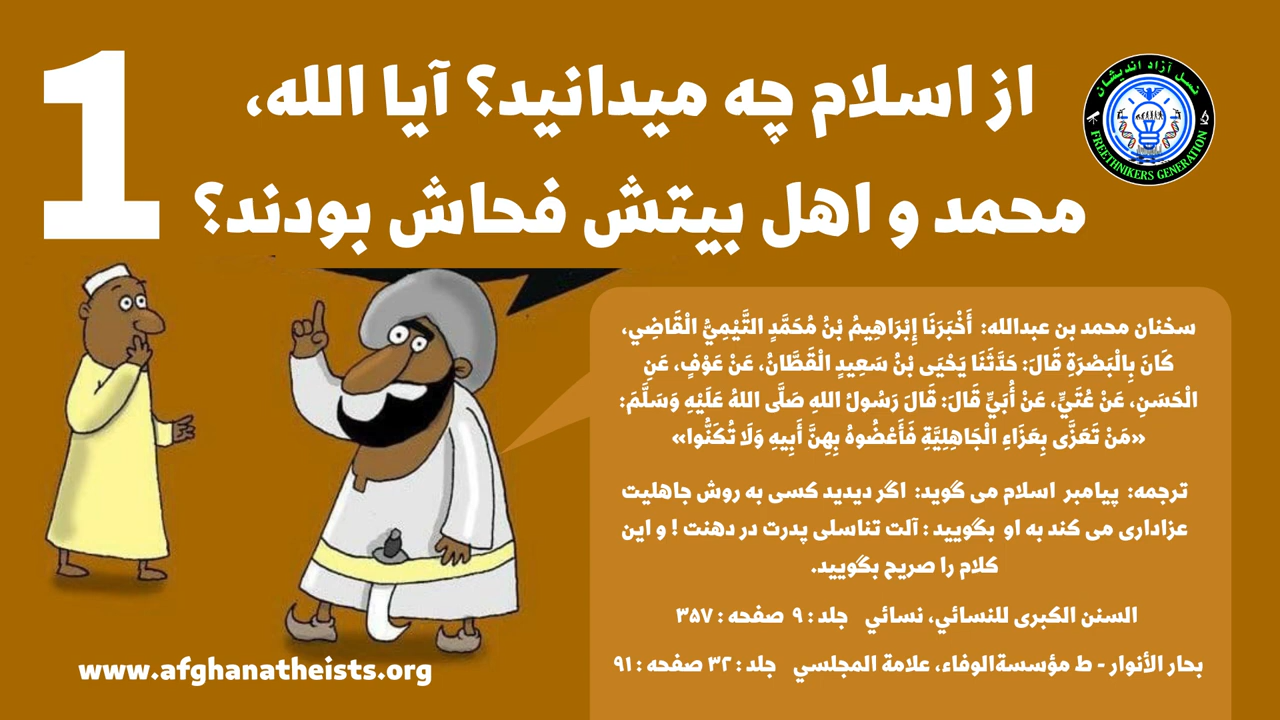 1
از اسلام چه میدانید؟ آیا الله،
محمد و اهل بیتش فحاش بودند؟
نسل آزاد اندیشان
FREETHNIKERS GENERATION
سخنان محمد بن عبدالله: أَخْبَرَنَا إِبْرَاهِيمُ بْنُ مُحَمَّدٍ التَّيْمِيُّ الْقَاضِي،
كَانَ بِالْبَصْرَةِ قَالَ: حَدَّثَنَا يَحْيَى بْنُ سَعِيدٍ الْقَطَّانُ، عَنْ عَوْفٍ، عَنِ
الْحَسَنِ، عَنْ عُتَيٍّ، عَنْ أُبَيٍّ قَالَ: قَالَ رَسُولُ اللهِ صَلَّى اللهُ عَلَيْهِ وَسَلَّمَ:
«مَنْ تَعَزَّى بِعَزَاءِ الْجَاهِلِيَّةِ فَأَعْضُوهُ بِهِنَّ أَبِيهِ وَلَا تُكَنُّوا»
ترجمه: پیامبر اسلام می گوید: اگر دیدید کسی به روش جاهلیت
عزاداری می کند به او بگویید : آلت تناسلی پدرت در دهنت ! و این
کلام را صریح بگویید.
السنن الكبرى للنسائي، نسائي جلد : ۹ صفحه : ۳۵۷
بحار الأنوار - ط مؤسسةالوفاء، علامة المجلسي جلد : ۳۲ صفحه : ۹۱
www.afghanatheists.org